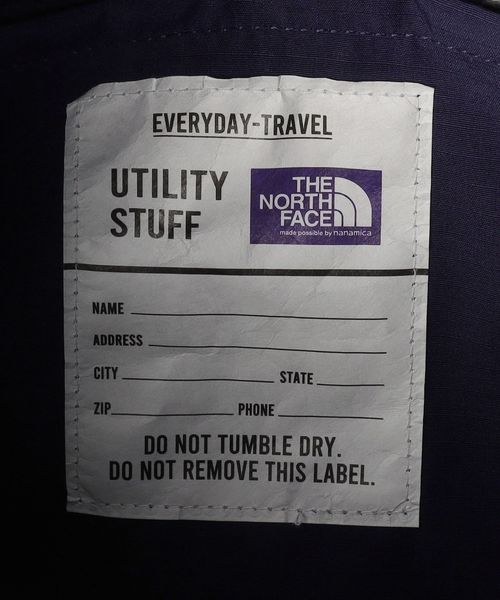 EVERYDAY-TRAVEL
UTILITY
STUFF
THE
NORTH
FACE
made possible by nanamica
NAME
ADDRESS
CITY STATE
ZIP PHONE
DO NOT TUMBLE DRY.
DO NOT REMOVE THIS LABEL.